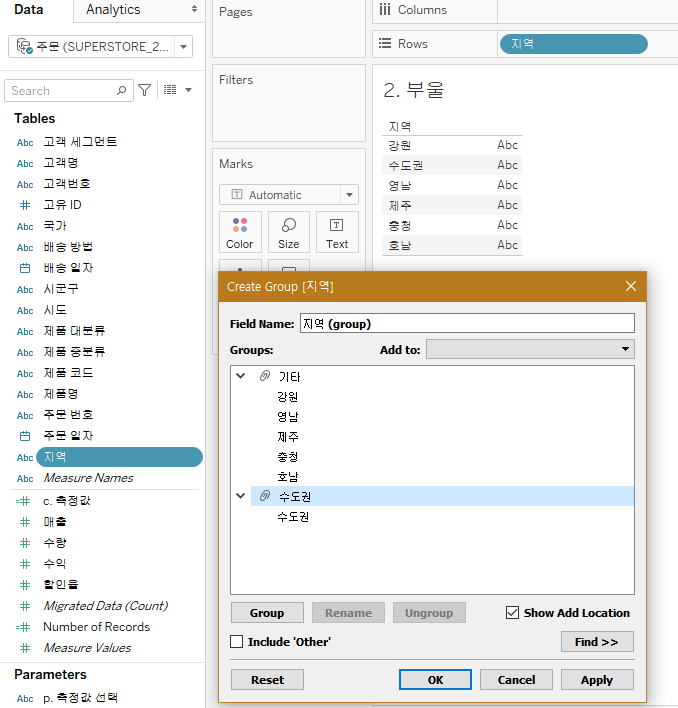 Data
Analytics
주문 (SUPERSTORE_2...
Search
Tables
Abc 고객 세그먼트
Abc 고객명
Abc 고객번호
# 고유 ID
Abc 국가
Abc 배송 방법
배송 일자
Abc 시군구
Abc 시도
Abc 제품 대분류
Abc 제품 중분류
Abc 제품 코드
Abc 제품명
Abc 주문 번호
주문 일자
Abc 지역
Abc Measure Names
=# c. 측정값
# 매출
# 수량
# 수익
# 할인율
# Migrated Data (Count)
=# Number of Records
# Measure Values
Parameters
Abc p. 측정값 선택
Pages
Filters
Marks
Automatic
Color
Size
Text
Columns
Rows
지역
2. 부울
지역
강원 Abc
수도권 Abc
영남 Abc
제주 Abc
충청 Abc
호남 Abc
Create Group [지역]
Field Name: 지역 (group)
Groups:
Add to:
기타
강원
영남
제주
충청
호남
수도권
수도권
Group
Rename
Ungroup
Show Add Location
Include 'Other'
Find >>
Reset
OK
Cancel
Apply